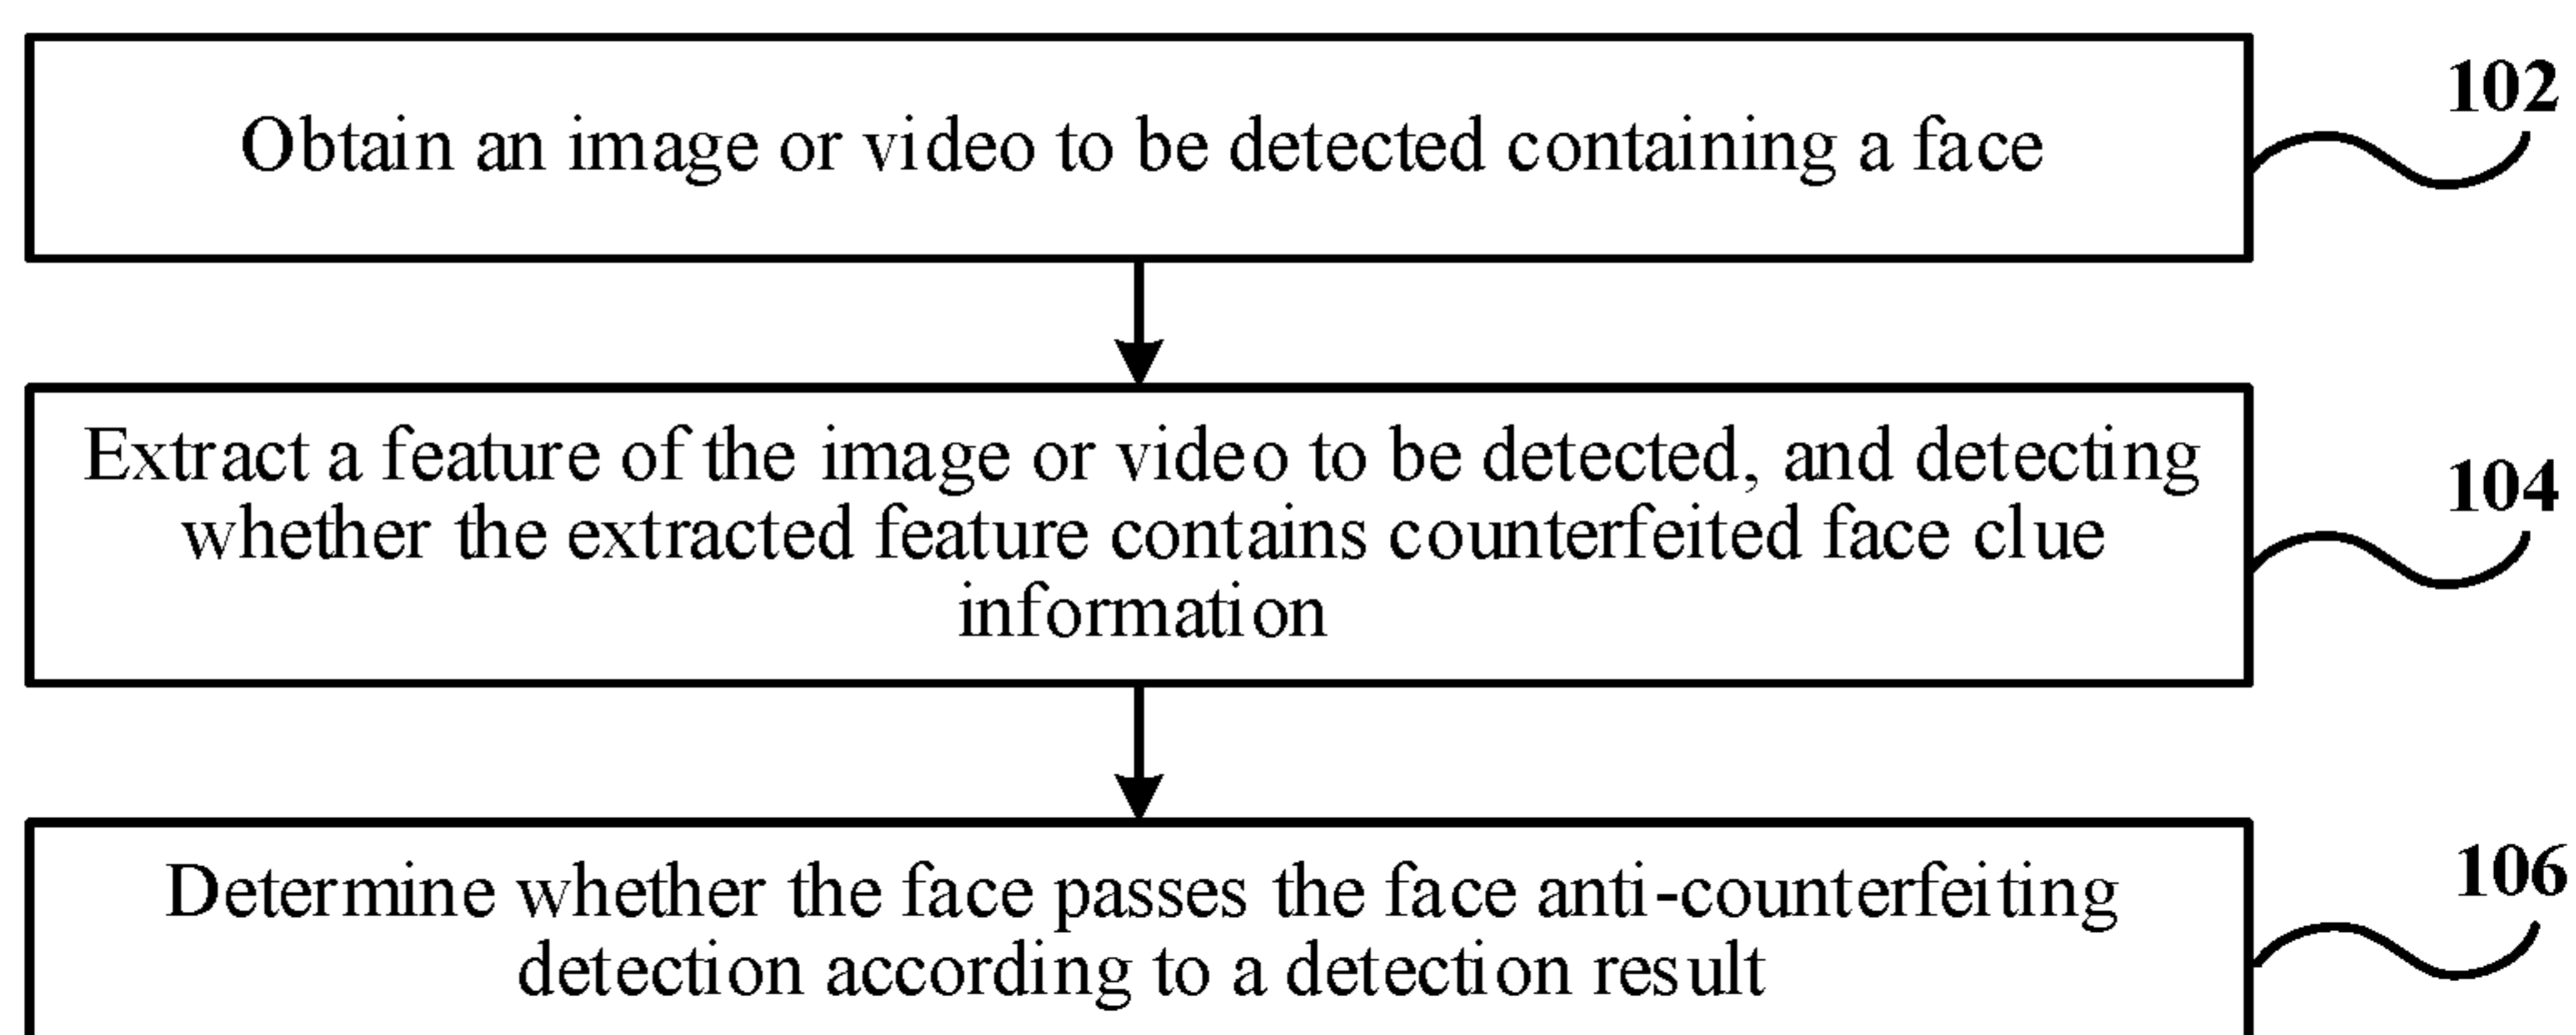 Obtain an image or video to be detected containing a face
102
Extract a feature of the image or video to be detected, and detecting
whether the extracted feature contains counterfeited face clue
information
104
Determine whether the face passes the face anti-counterfeiting
detection according to a detection result
106